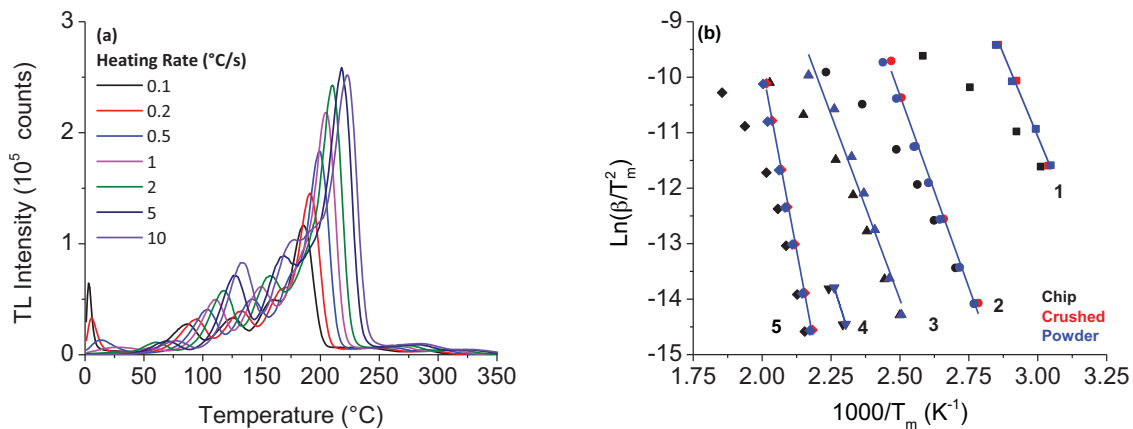 (a)
Heating Rate (°C/s)
0.1
0.2
0.5
1
2
5
10
3
2
1
0
TL Intensity (10⁵ counts)
0 50 100 150 200 250 300 350
Temperature (°C)
(b)
-9
-10
-11
-12
-13
-14
-15
Ln(β/T²ₘ)
1
2
3
4
5
Chip
Crushed
Powder
1.75 2.00 2.25 2.50 2.75 3.00 3.25
1000/Tₘ (K⁻¹)